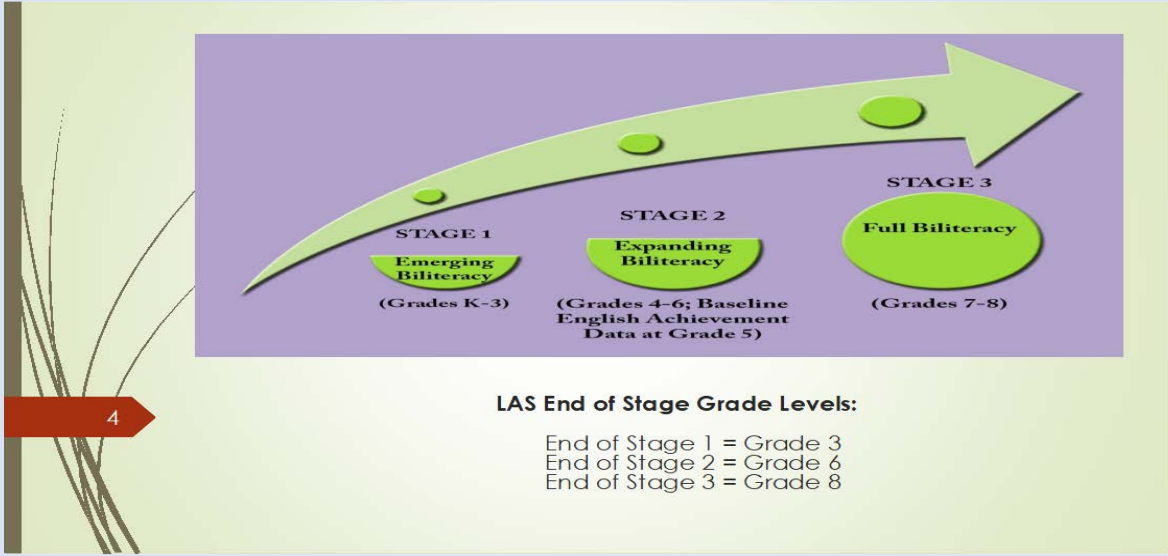 STAGE 1
Emerging
Biliteracy
(Grades K-3)
STAGE 2
Expanding
Biliteracy
(Grades 4-6; Baseline
English Achievement
Data at Grade 5)
STAGE 3
Full Biliteracy
(Grades 7-8)
4
LAS End of Stage Grade Levels:
End of Stage 1 = Grade 3
End of Stage 2 = Grade 6
End of Stage 3 = Grade 8